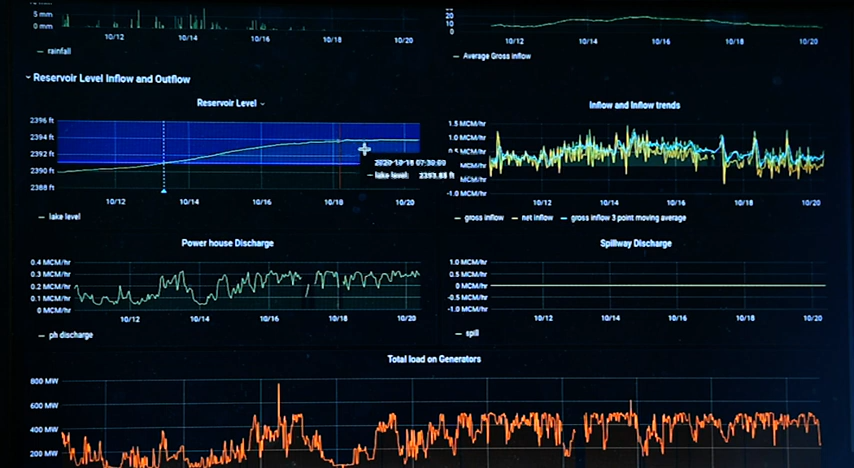 5 mm
0 mm
10/12 10/14 10/16 10/18 10/20
rainfall
20
10
0
10/12 10/14 10/16 10/18 10/20
Average Gross inflow
Reservoir Level Inflow and Outflow
Reservoir Level
2396 ft
2394 ft
2392 ft
2390 ft
2388 ft
10/12 10/14 10/16 10/18 10/20
2020-10-18 07:30:00
lake level: 2393.88 ft
lake level
Inflow and Inflow trends
1.5 MCM/hr
1.0 MCM/hr
0.5 MCM/hr
MCM/hr
MCM/hr
-1.0 MCM/hr
10/12 10/14 10/16 10/18 10/20
gross inflow net inflow gross inflow 3 point moving average
Power house Discharge
0.4 MCM/hr
0.3 MCM/hr
0.2 MCM/hr
0.1 MCM/hr
0 MCM/hr
10/12 10/14 10/16 10/18 10/20
ph discharge
Spillway Discharge
1.0 MCM/hr
0.5 MCM/hr
0 MCM/hr
-0.5 MCM/hr
-1.0 MCM/hr
10/12 10/14 10/16 10/18 10/20
spill
Total load on Generators
800 MW
600 MW
400 MW
200 MW